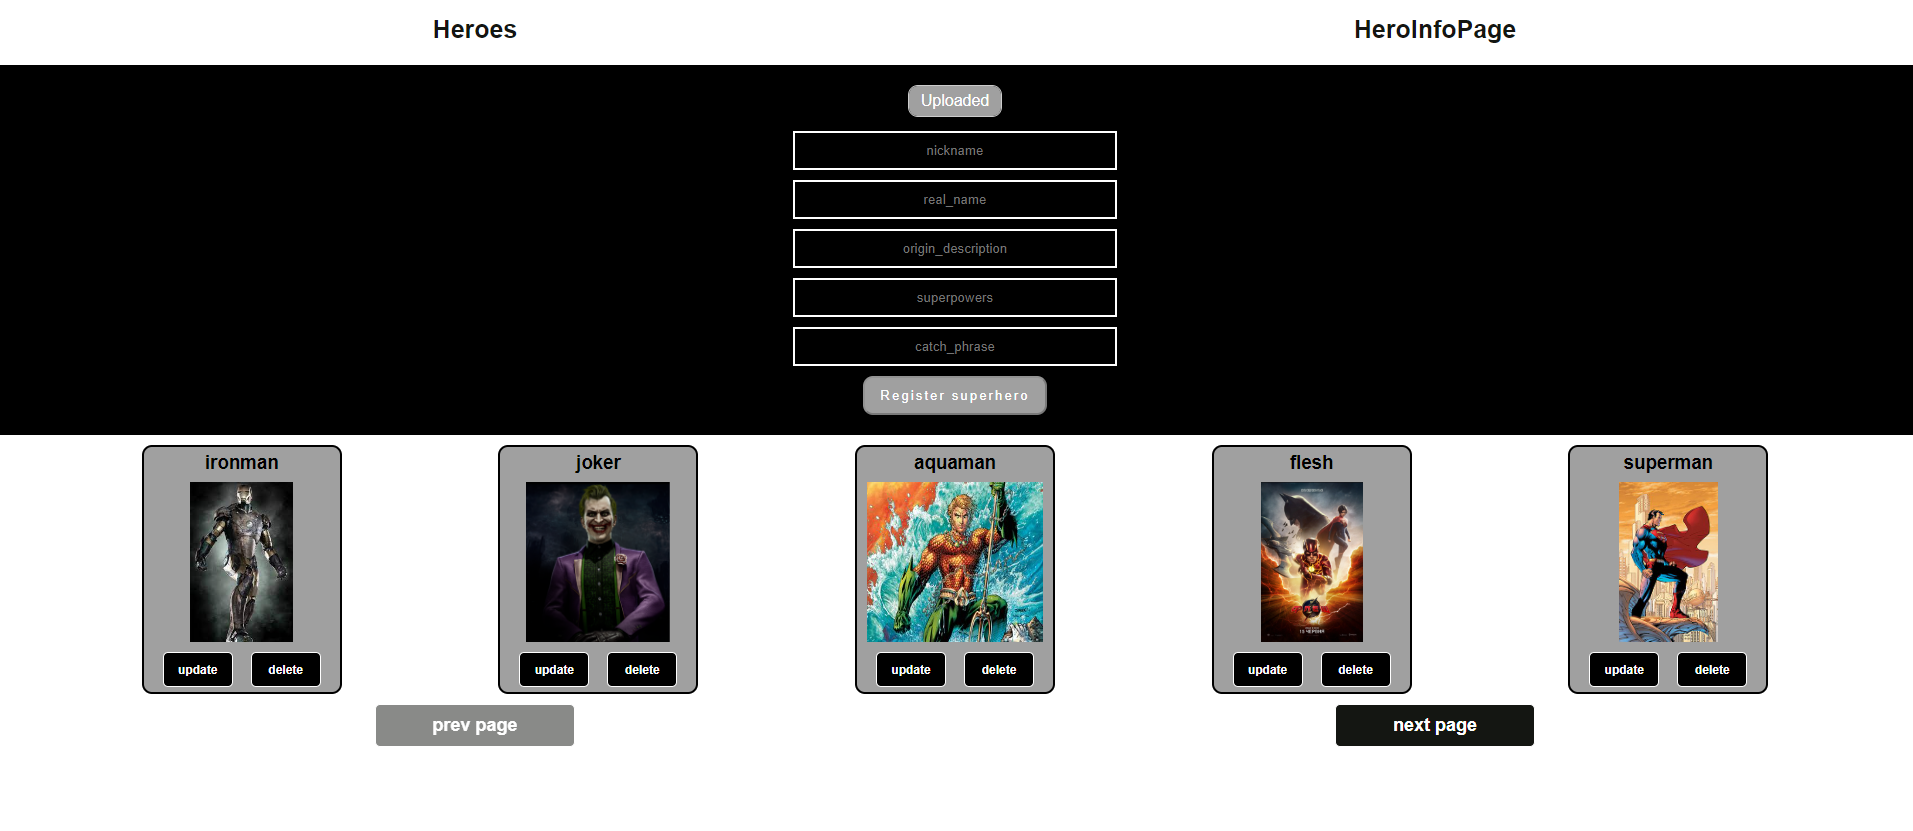 Heroes HeroInfoPage
Uploaded
nickname
real_name
origin_description
superpowers
catch_phrase
Register superhero
ironman joker aquaman flesh superman
update delete update delete update delete update delete update delete
prev page next page